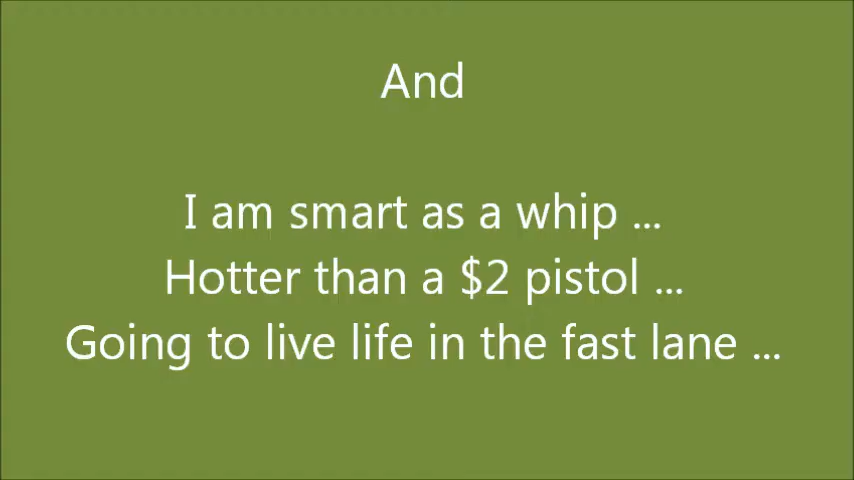 And
I am smart as a whip ...
Hotter than a $2 pistol ...
Going to live life in the fast lane ...